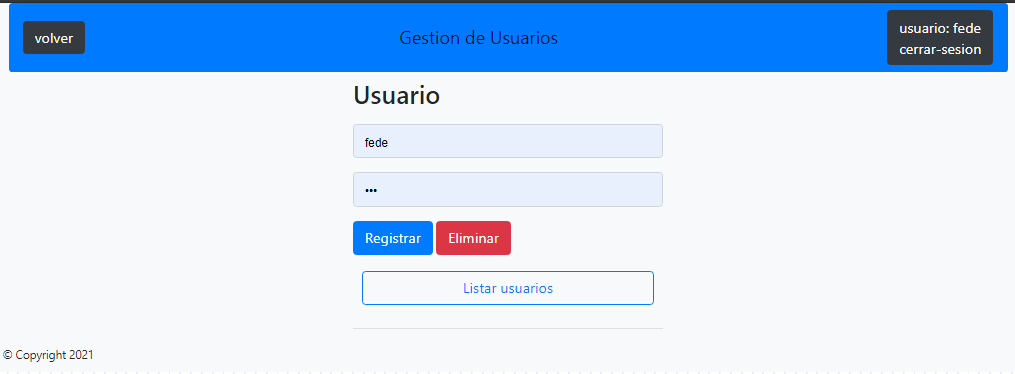 volver
Gestion de Usuarios
usuario: fede
cerrar-sesion
Usuario
fede
•••
Registrar Eliminar
Listar usuarios
© Copyright 2021